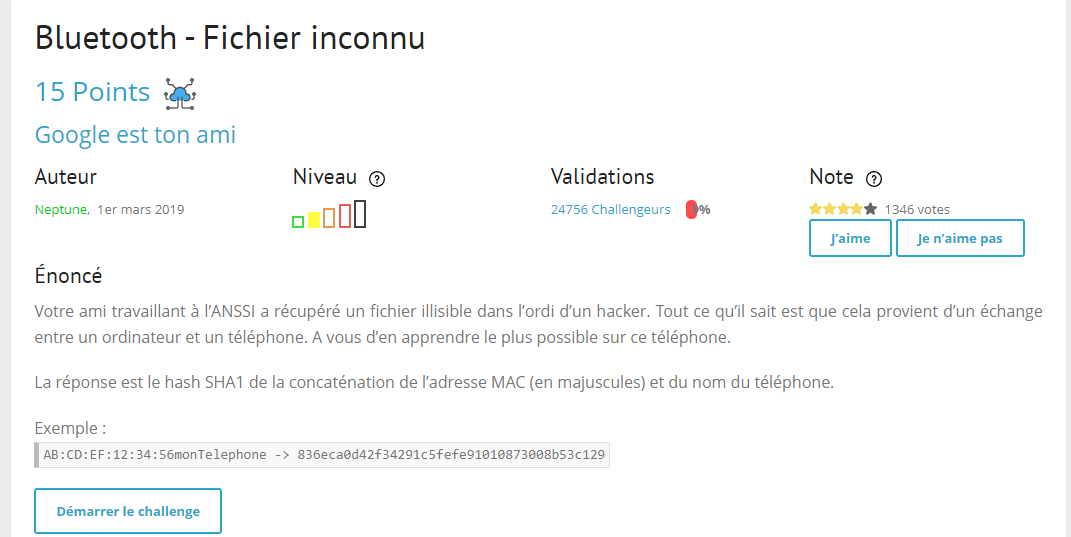 Bluetooth - Fichier inconnu
15 Points
Google est ton ami
Auteur
Niveau
Validations
Note
Neptune, 1er mars 2019
24756 Challengeurs
%
1346 votes
J’aime
Je n’aime pas
Énoncé
Votre ami travaillant à l’ANSSI a récupéré un fichier illisible dans l’ordi d’un hacker. Tout ce qu’il sait est que cela provient d’un échange
entre un ordinateur et un téléphone. A vous d’en apprendre le plus possible sur ce téléphone.
La réponse est le hash SHA1 de la concaténation de l’adresse MAC (en majuscules) et du nom du téléphone.
Exemple :
AB:CD:EF:12:34:56monTelephone -> 836eca0d42f34291c5fefe91010873008b53c129
Démarrer le challenge